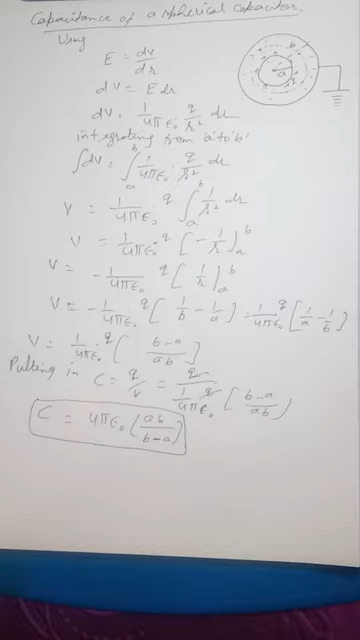 Capacitance of a spherical capacitor.
Using
E = dv/dr
dV = E dr
dV = 1/4πε₀ q/r² dr
integrating from 'a' to 'b'
∫dV = ∫ₐᵇ 1/4πε₀ q/r² dr
V = 1/4πε₀ q ∫ₐᵇ 1/r² dr
V = 1/4πε₀ q [-1/r]ₐᵇ
V = -1/4πε₀ q [1/r]ₐᵇ
V = -1/4πε₀ q [1/b - 1/a] = 1/4πε₀ q [1/a - 1/b]
V = 1/4πε₀ q [b-a/ab]
Putting in C = q/V = q/(1/4πε₀ q [b-a/ab])
C = 4πε₀ (ab/b-a)
b
a